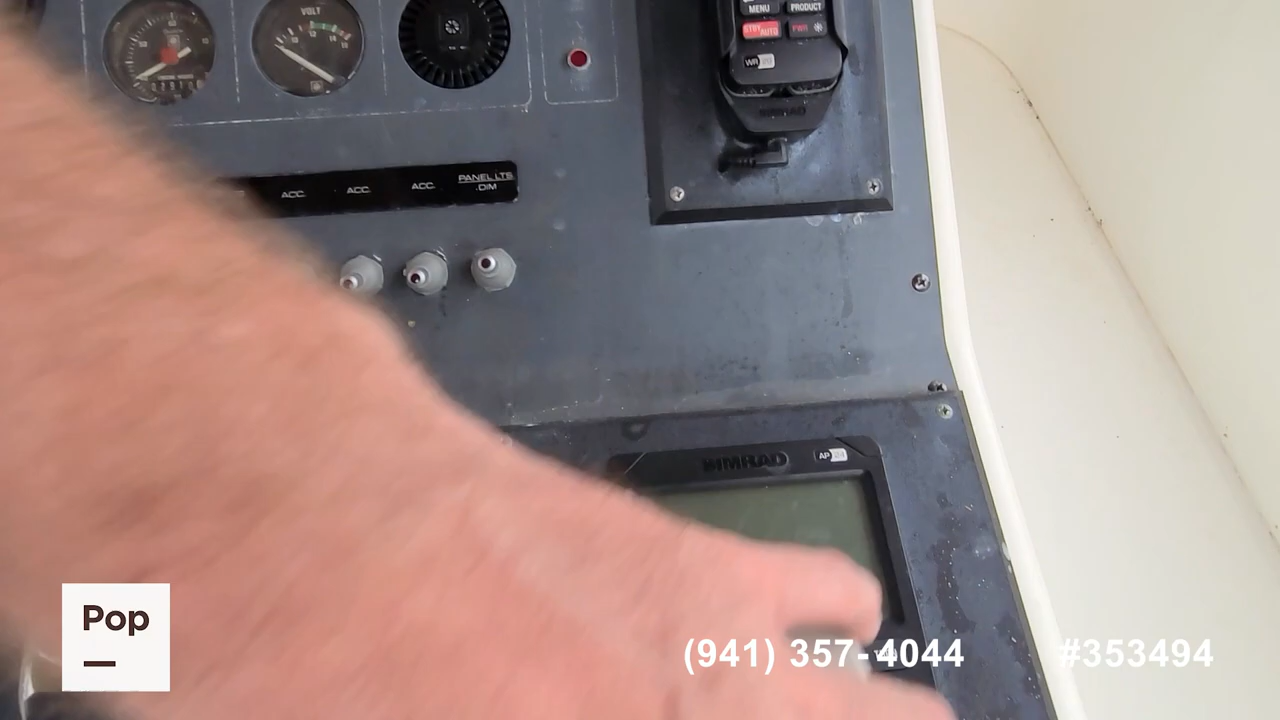 VOLT
MENU
PRODUCT
STBY
AUTO
PWR
WR
ACC.
ACC.
ACC.
PANEL LTS.
DIM
SIMRAD
AP
Pop
(941) 357-4044
#353494